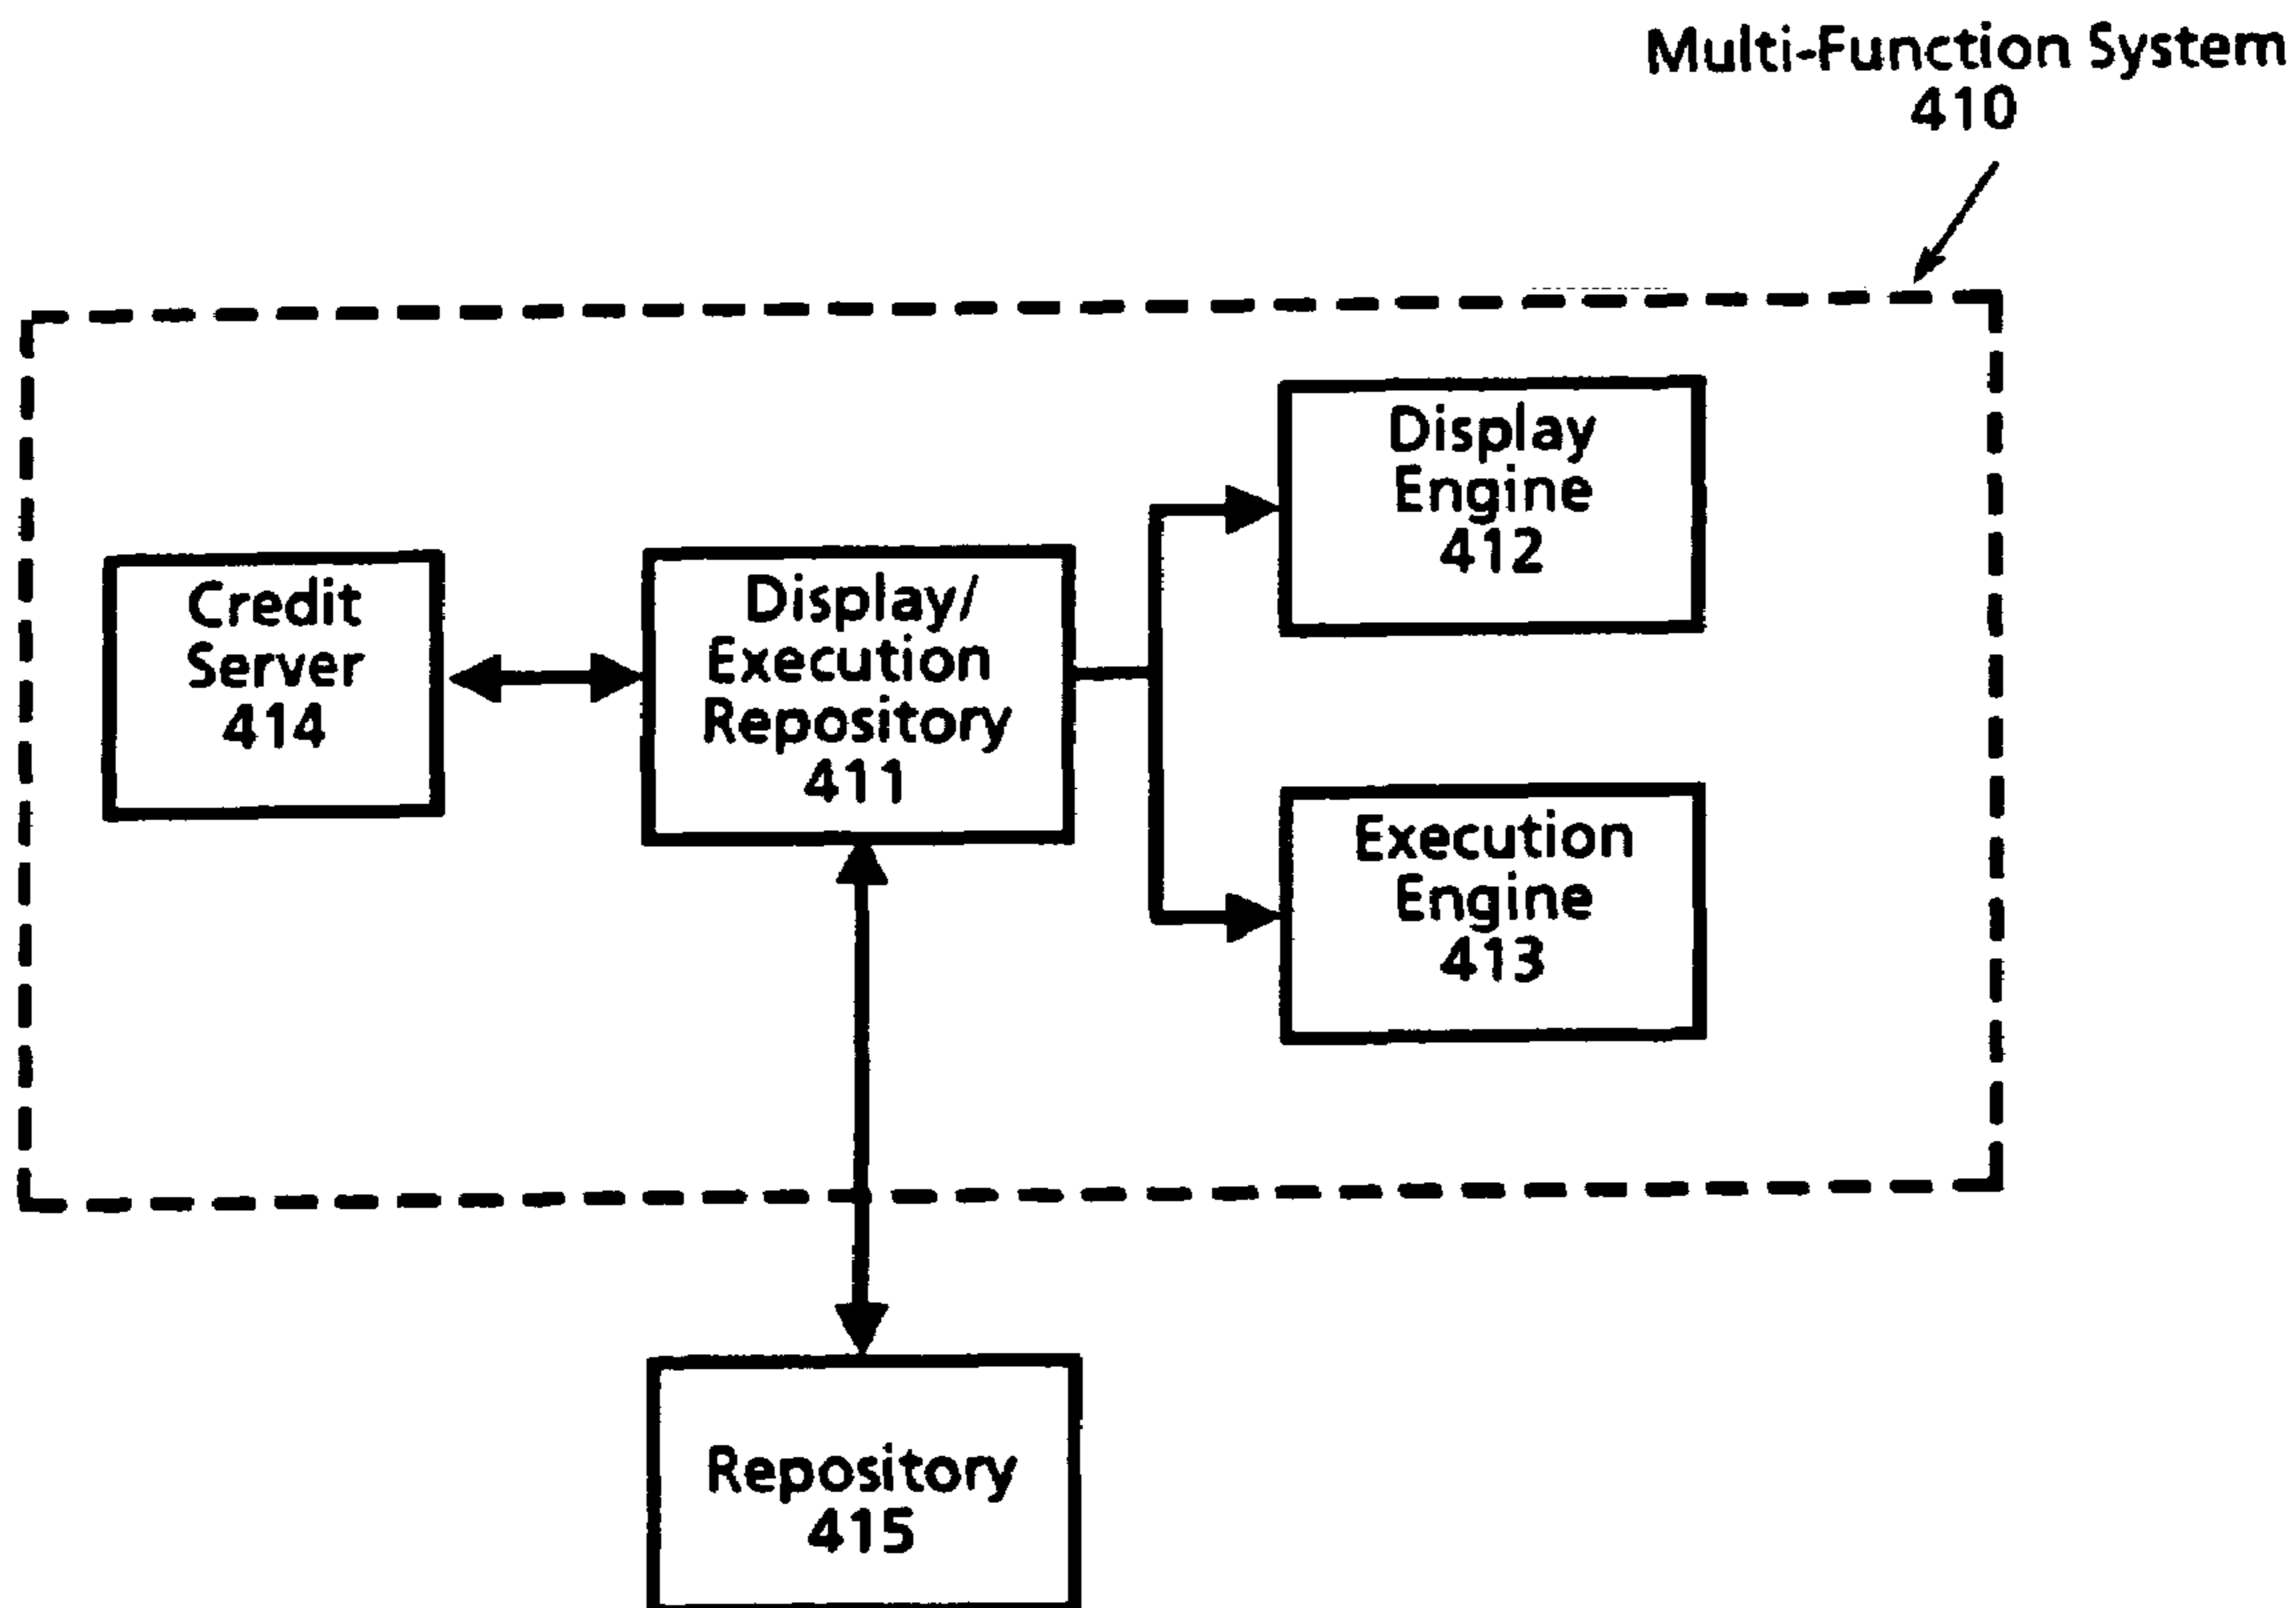 Multi-Function System
410
Display
Engine
412
Credit
Server
414
Display/
Execution
Repository
411
Execution
Engine
413
Repository
415